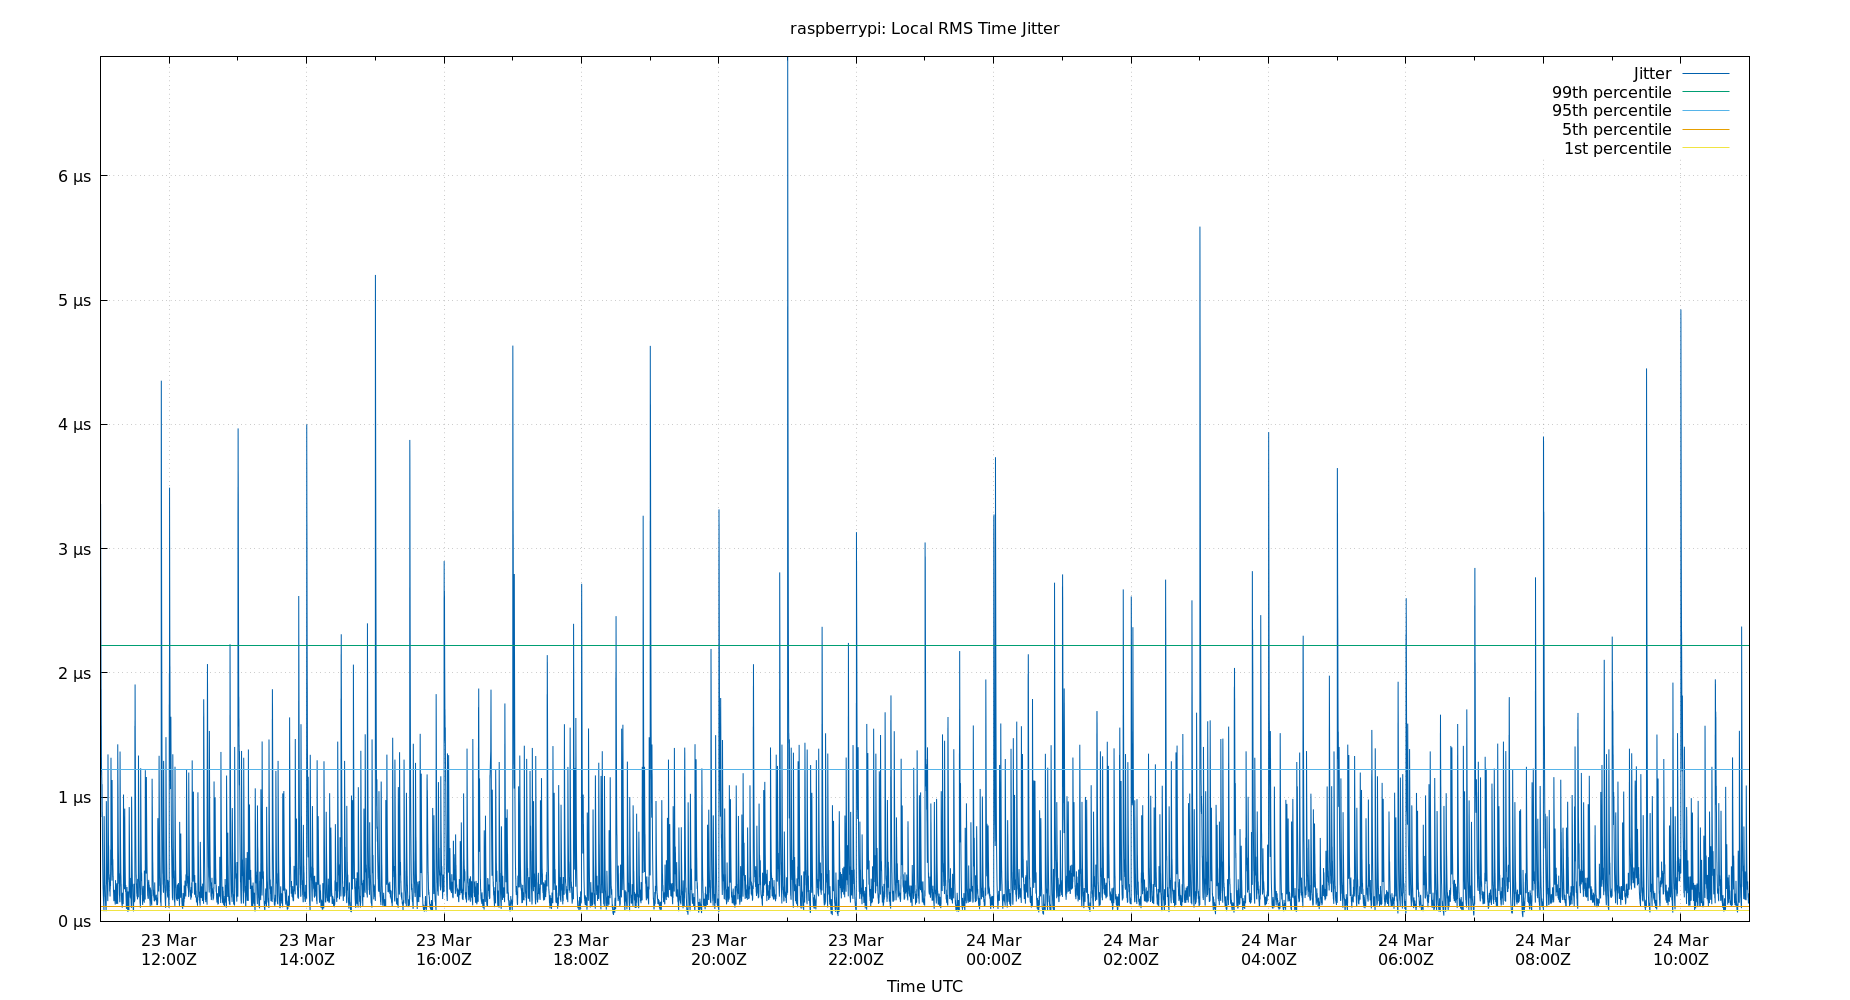 raspberrypi: Local RMS Time Jitter
Jitter
99th percentile
95th percentile
5th percentile
1st percentile
6 µs
5 µs
4 µs
3 µs
2 µs
1 µs
0 µs
23 Mar 23 Mar 23 Mar 23 Mar 23 Mar 23 Mar 24 Mar 24 Mar 24 Mar 24 Mar 24 Mar 24 Mar
12:00Z 14:00Z 16:00Z 18:00Z 20:00Z 22:00Z 00:00Z 02:00Z 04:00Z 06:00Z 08:00Z 10:00Z
Time UTC